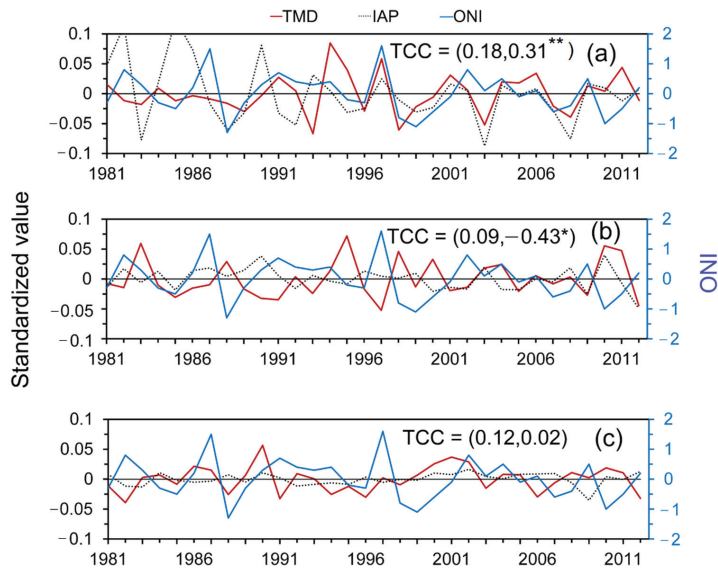 TMD IAP ONI
0.1 2
TCC = (0.18,0.31**) (a)
0.05 1
0 0
−0.05 −1
−0.1 −2
1981 1986 1991 1996 2001 2006 2011
Standardized value
ONI
0.1 2
TCC = (0.09,−0.43*) (b)
0.05 1
0 0
−0.05 −1
−0.1 −2
1981 1986 1991 1996 2001 2006 2011
0.1 2
TCC = (0.12,0.02) (c)
0.05 1
0 0
−0.05 −1
−0.1 −2
1981 1986 1991 1996 2001 2006 2011